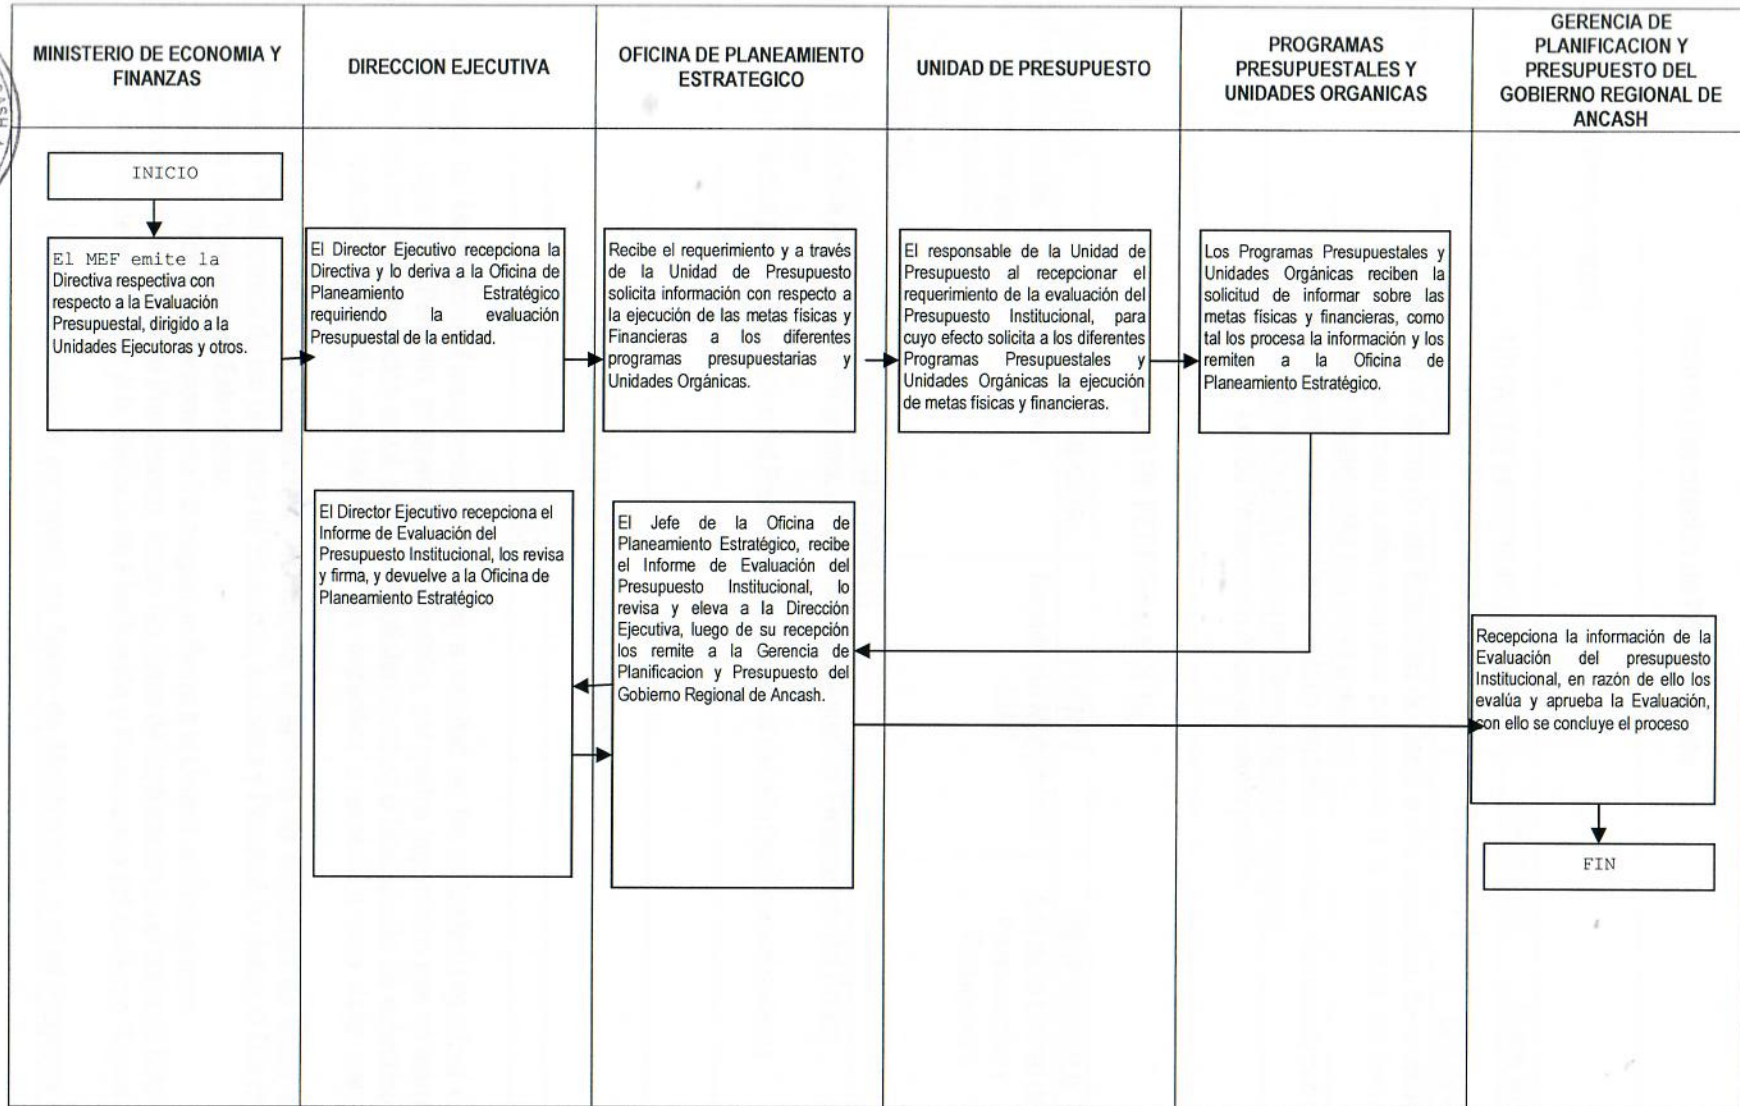 MINISTERIO DE ECONOMIA Y
FINANZAS
DIRECCION EJECUTIVA
OFICINA DE PLANEAMIENTO
ESTRATEGICO
UNIDAD DE PRESUPUESTO
PROGRAMAS
PRESUPUESTALES Y
UNIDADES ORGANICAS
GERENCIA DE
PLANIFICACION Y
PRESUPUESTO DEL
GOBIERNO REGIONAL DE
ANCASH
INICIO
El MEF emite la
Directiva respectiva con
respecto a la Evaluación
Presupuestal, dirigido a la
Unidades Ejecutoras y otros.
El Director Ejecutivo recepciona la
Directiva y lo deriva a la Oficina de
Planeamiento Estratégico
requiriendo la evaluación
Presupuestal de la entidad.
Recibe el requerimiento y a través
de la Unidad de Presupuesto
solicita información con respecto a
la ejecución de las metas físicas y
Financieras a los diferentes
programas presupuestarias y
Unidades Orgánicas.
El responsable de la Unidad de
Presupuesto al recepcionar el
requerimiento de la evaluación del
Presupuesto Institucional, para
cuyo efecto solicita a los diferentes
Programas Presupuestales y
Unidades Orgánicas la ejecución
de metas físicas y financieras.
Los Programas Presupuestales y
Unidades Orgánicas reciben la
solicitud de informar sobre las
metas físicas y financieras, como
tal los procesa la información y los
remiten a la Oficina de
Planeamiento Estratégico.
El Director Ejecutivo recepciona el
Informe de Evaluación del
Presupuesto Institucional, los revisa
y firma, y devuelve a la Oficina de
Planeamiento Estratégico
El Jefe de la Oficina de
Planeamiento Estratégico, recibe
el Informe de Evaluación del
Presupuesto Institucional, lo
revisa y eleva a la Dirección
Ejecutiva, luego de su recepción
los remite a la Gerencia de
Planificacion y Presupuesto del
Gobierno Regional de Ancash.
Recepciona la información de la
Evaluación del presupuesto
Institucional, en razón de ello los
evalúa y aprueba la Evaluación,
con ello se concluye el proceso
FIN